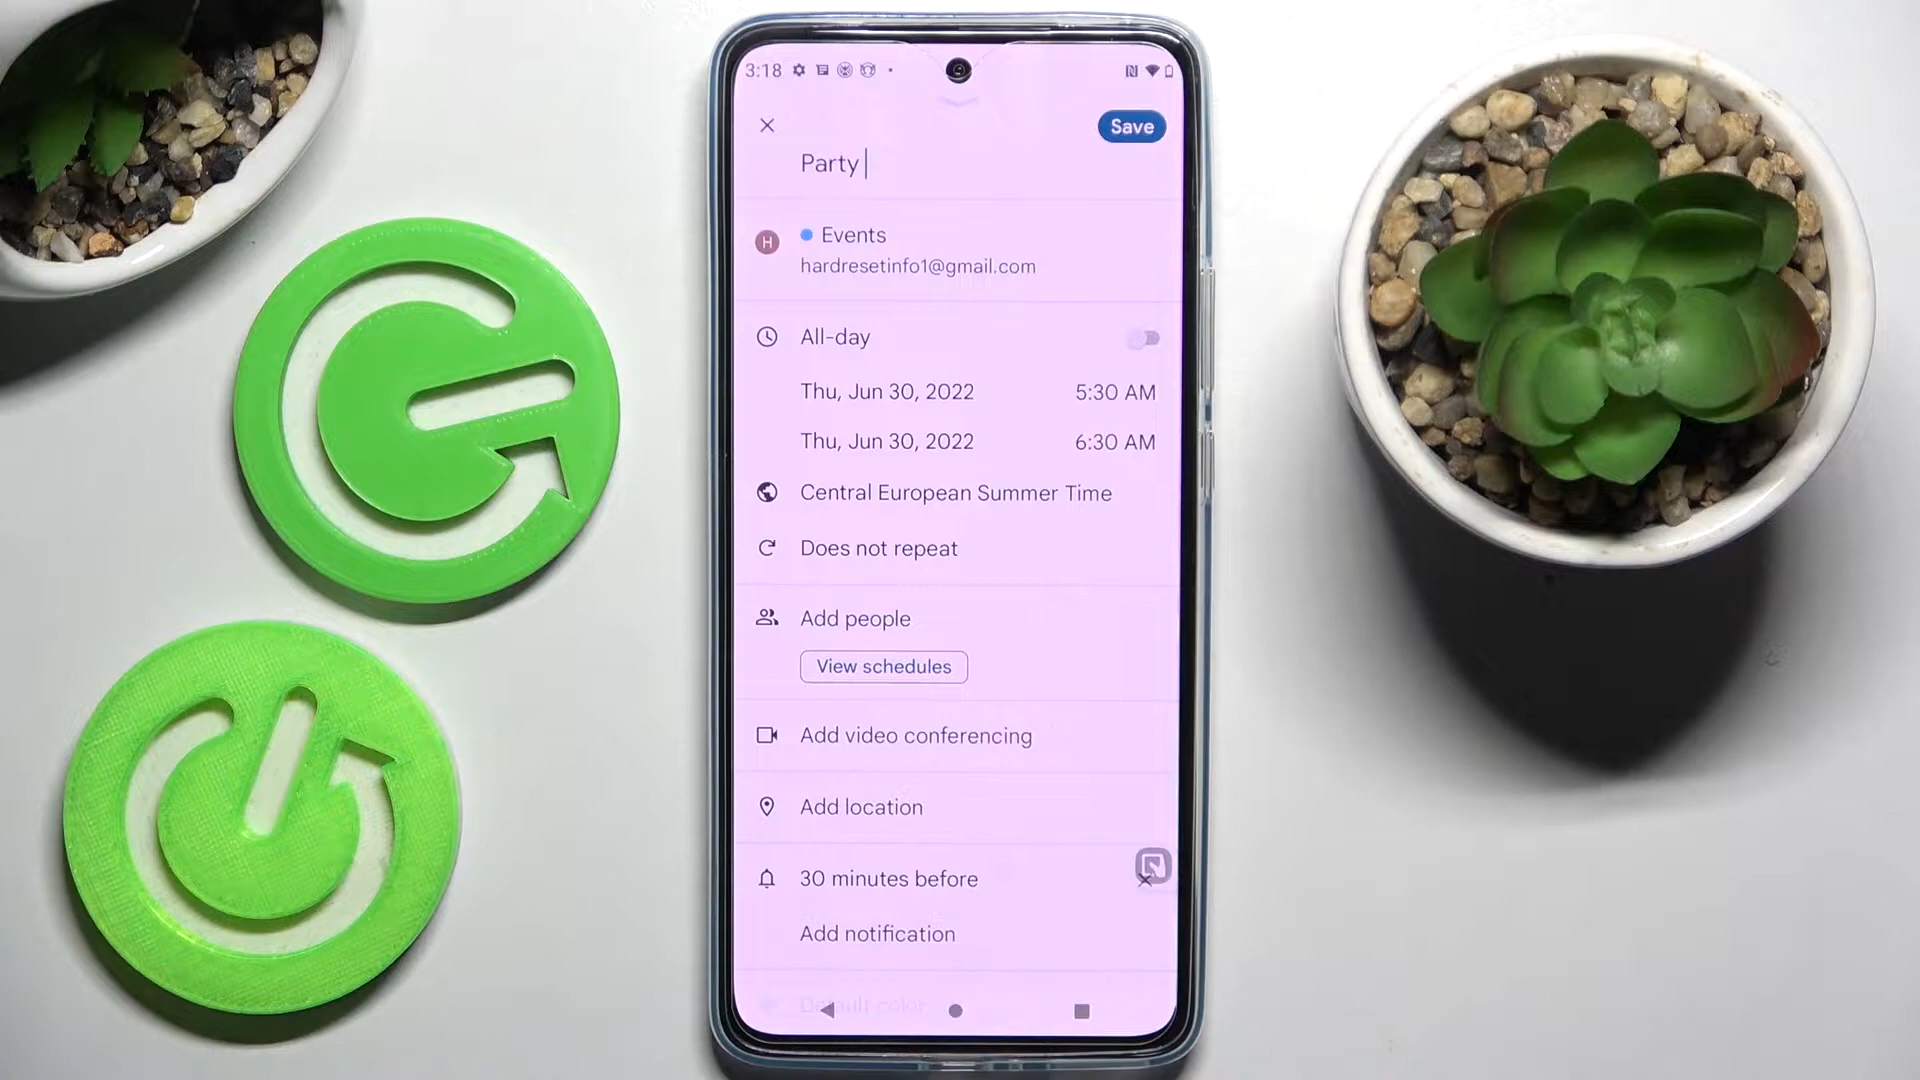 3:18
Save
Party
H
Events
hardresetinfo1@gmail.com
All-day
Thu, Jun 30, 2022 5:30 AM
Thu, Jun 30, 2022 6:30 AM
Central European Summer Time
Does not repeat
Add people
View schedules
Add video conferencing
Add location
30 minutes before
Add notification
Default color